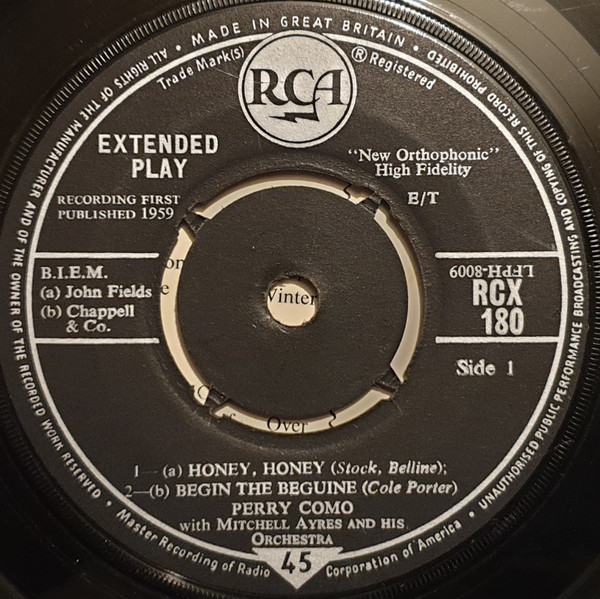 ALL RIGHTS OF THE MANUFACTURER AND OF THE OWNER OF THE RECORDED WORK RESERVED • MADE IN GREAT BRITAIN • UNAUTHORISED PUBLIC PERFORMANCE BROADCASTING AND COPYING OF THIS RECORD PROHIBITED
Trade Mark(s)
RCA
® Registered
EXTENDED
PLAY
"New Orthophonic"
High Fidelity
RECORDING FIRST
PUBLISHED 1959
E/T
B.I.E.M.
(a) John Fields
(b) Chappell
& Co.
LFPH-8009
RCX
180
Side 1
on
e
Winter
Over
1—(a) HONEY, HONEY (Stock, Belline);
2—(b) BEGIN THE BEGUINE (Cole Porter)
PERRY COMO
with MITCHELL AYRES AND HIS
ORCHESTRA
45
Master Recording of Radio Corporation of America